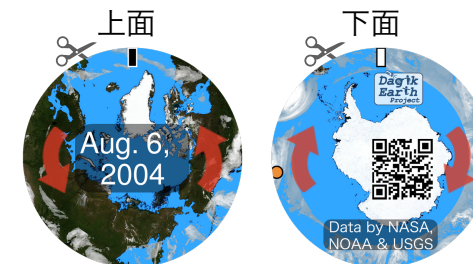 上面
下面
Aug. 6,
2004
Dagik
Earth
Project
Data by NASA,
NOAA & USGS